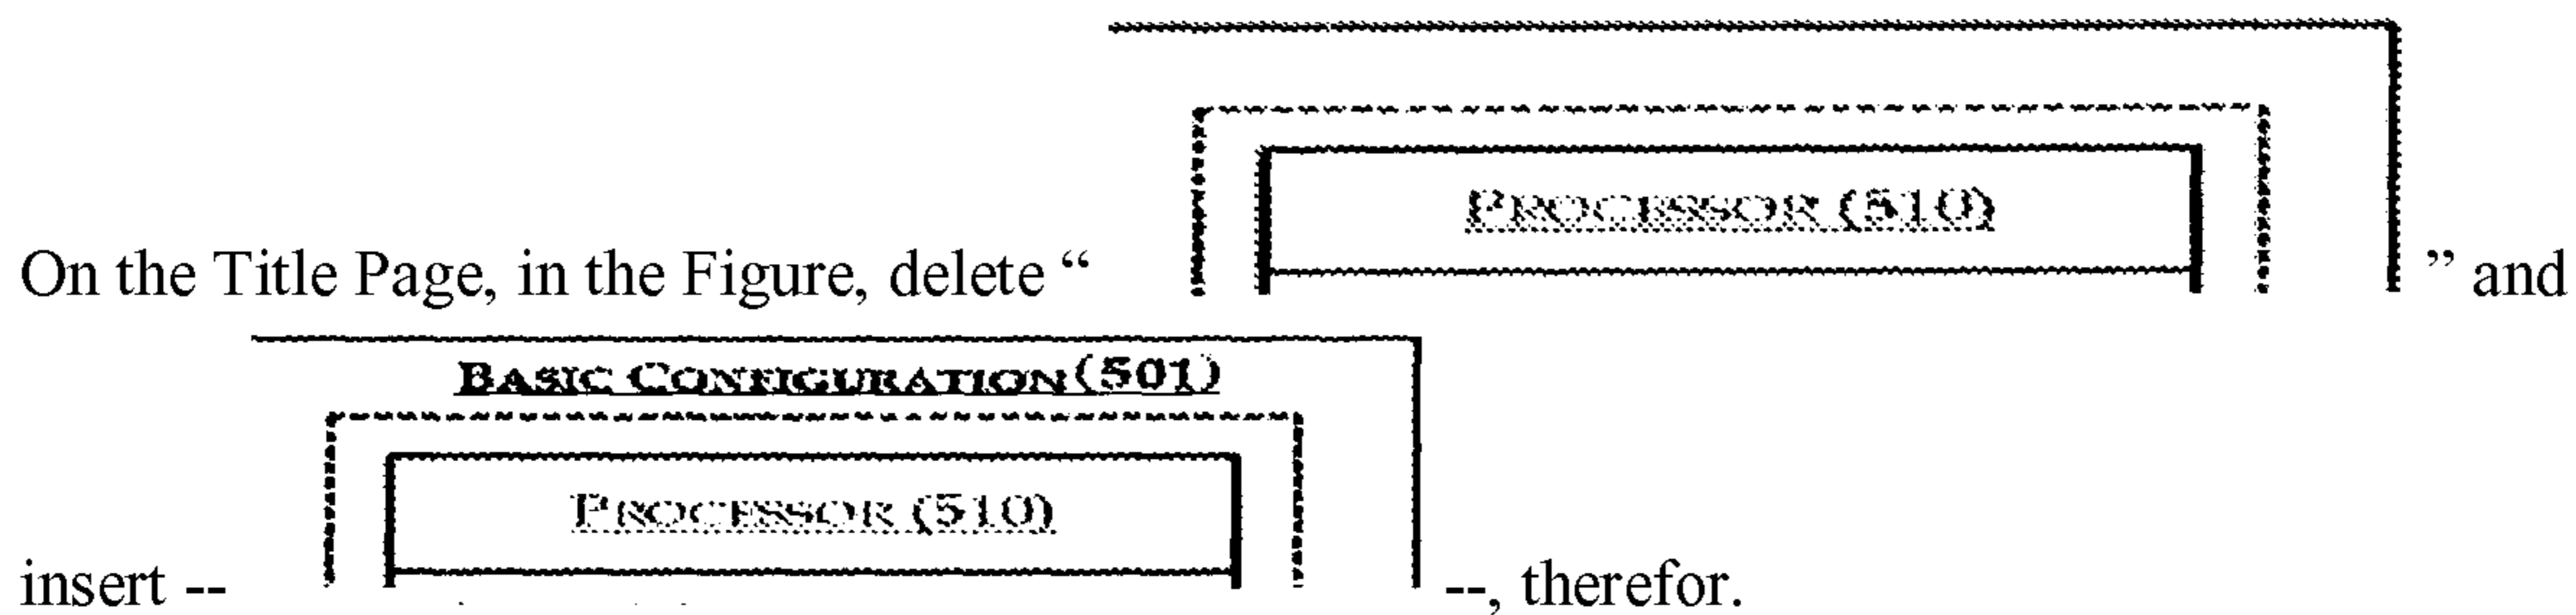 PROCESSOR (510)
On the Title Page, in the Figure, delete “ ” and
BASIC CONFIGURATION(501)
PROCESSOR (510)
insert -- --, therefor.